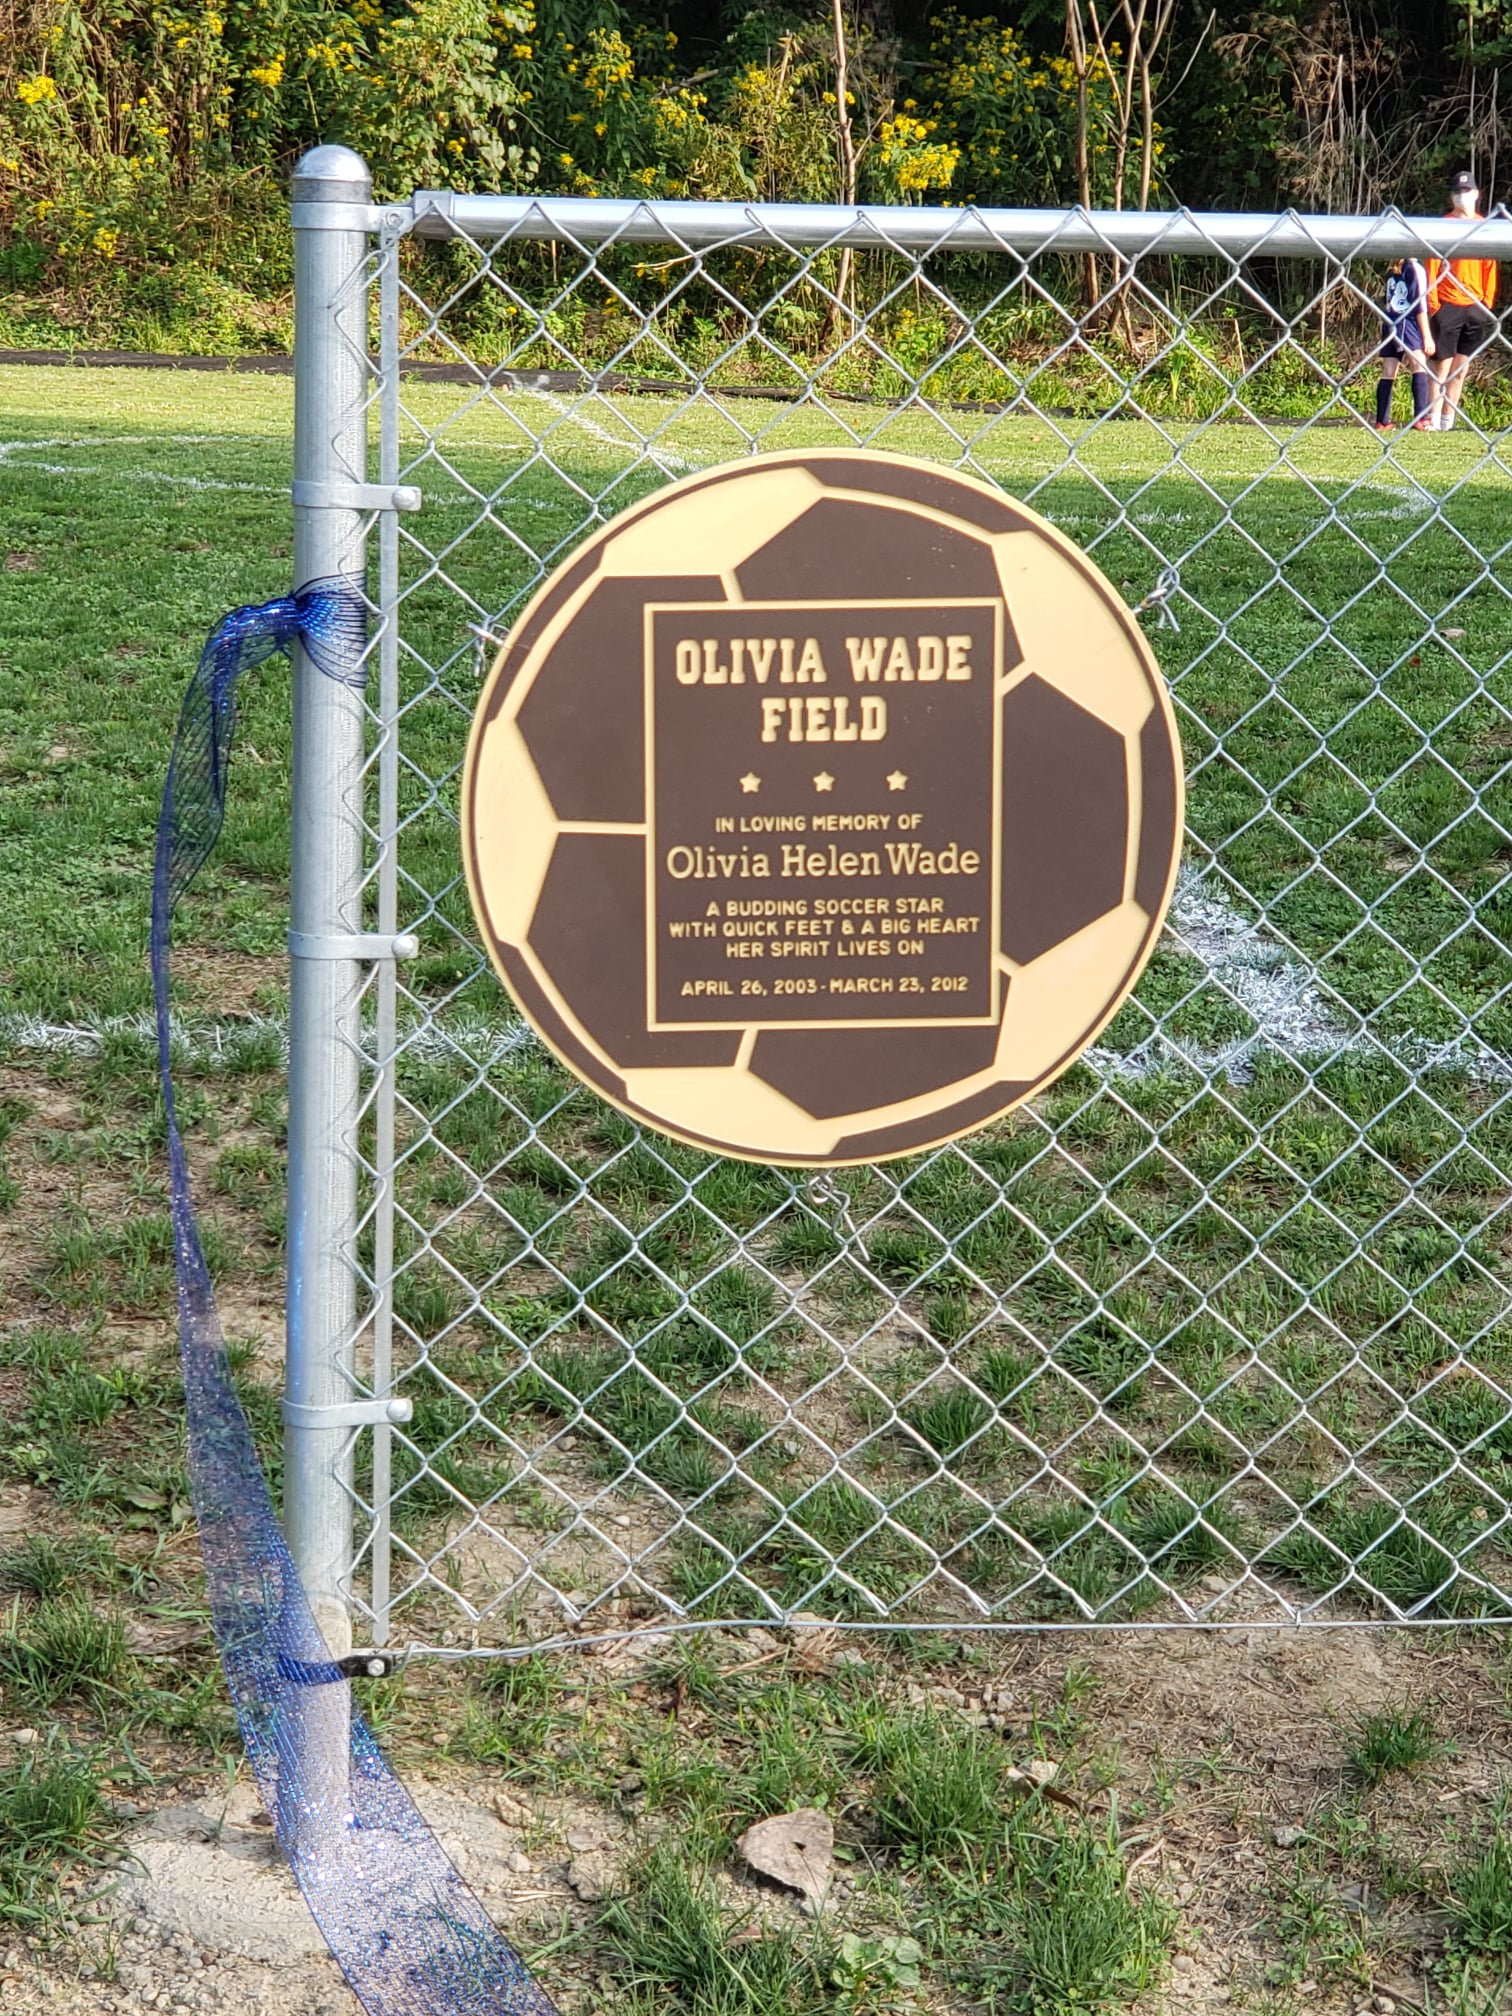 OLIVIA WADE
FIELD
IN LOVING MEMORY OF
Olivia Helen Wade
A BUDDING SOCCER STAR
WITH QUICK FEET & A BIG HEART
HER SPIRIT LIVES ON
APRIL 26, 2003 - MARCH 23, 2012